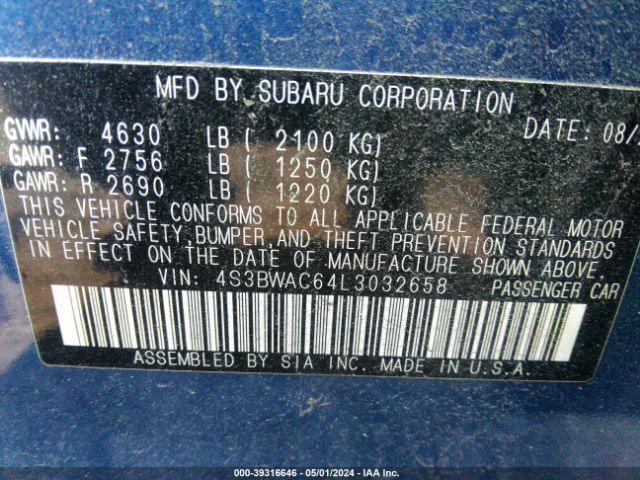 MFD BY SUBARU CORPORATION
GVWR: 4630 LB ( 2100 KG) DATE: 08/
GAWR: F 2756 LB ( 1250 KG)
GAWR: R 2690 LB ( 1220 KG)
THIS VEHICLE CONFORMS TO ALL APPLICABLE FEDERAL MOTOR
VEHICLE SAFETY,BUMPER,AND THEFT PREVENTION STANDARDS
IN EFFECT ON THE DATE OF MANUFACTURE SHOWN ABOVE.
VIN: 4S3BWAC64L3032658 PASSENGER CAR
ASSEMBLED BY SIA INC. MADE IN U.S.A.
000-39316646 - 05/01/2024 - IAA Inc.